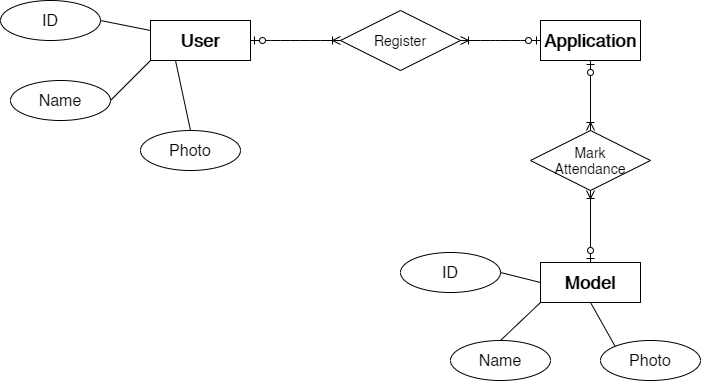 ID
User
Register
Application
Name
Photo
Mark
Attendance
ID
Model
Name
Photo